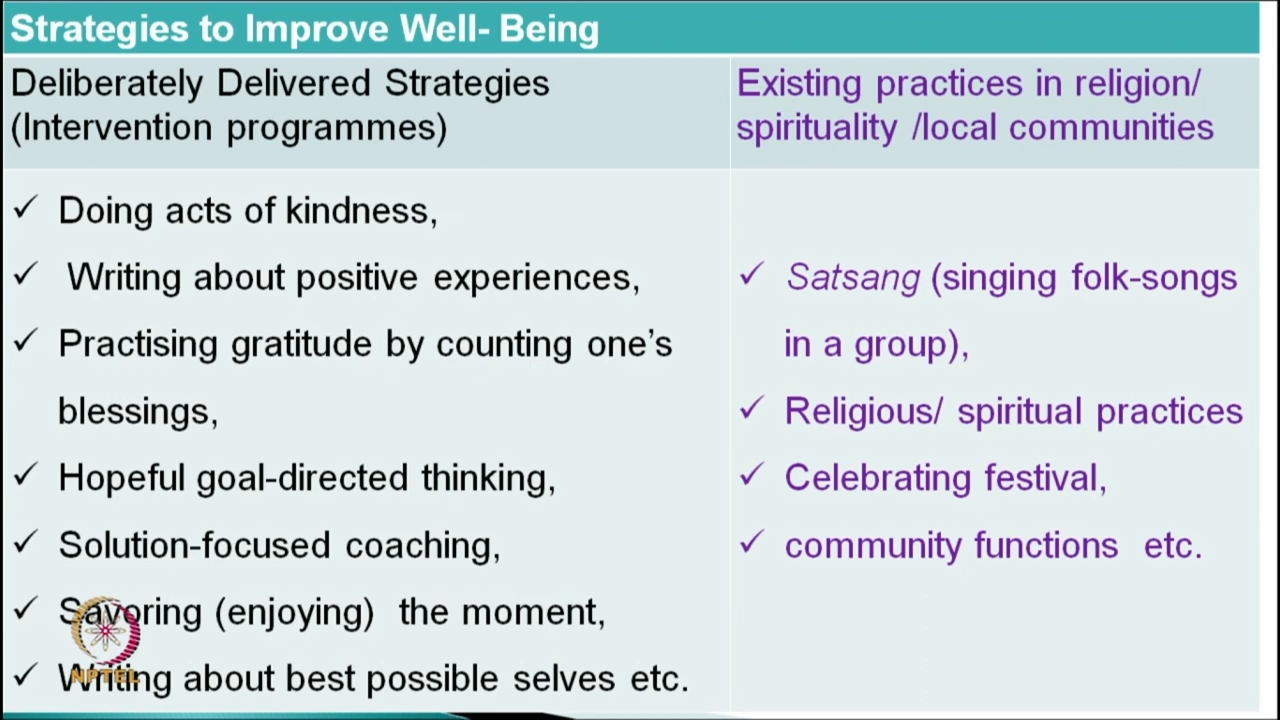 Strategies to Improve Well- Being
Deliberately Delivered Strategies
(Intervention programmes)
Existing practices in religion/
spirituality /local communities
✓ Doing acts of kindness,
✓ Writing about positive experiences,
✓ Practising gratitude by counting one's
blessings,
✓ Hopeful goal-directed thinking,
✓ Solution-focused coaching,
✓ Savoring (enjoying) the moment,
✓ Writing about best possible selves etc.
✓ Satsang (singing folk-songs
in a group),
✓ Religious/ spiritual practices
✓ Celebrating festival,
✓ community functions etc.
NPTEL